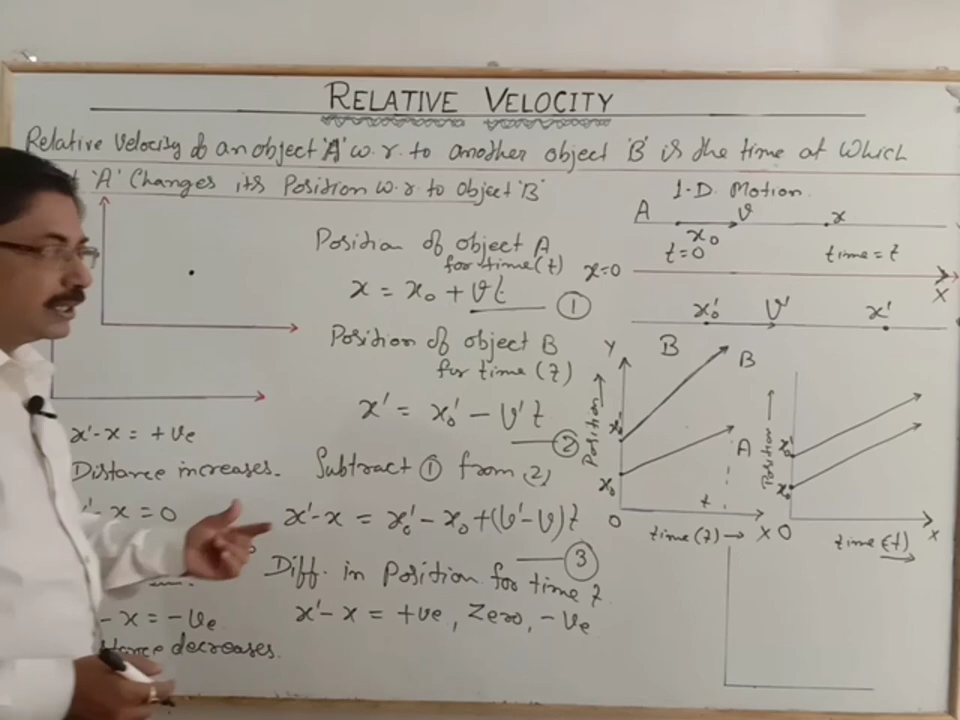 RELATIVE VELOCITY
Relative Velocity of an object 'A' w.r. to another object 'B' is the time at which
'A' Changes its Position w.r to object 'B'
1-D. Motion.
A v x
x₀
t=0 time=t
x=0
X
x₀' v' x'
B
Position of object A
for time(t)
x = x₀ + vt ①
Position of object B
for time (t)
x' = x₀' - v't ②
Subtract ① from (2)
x'-x = x₀' - x₀ + (v'-v)t ③
Diff. in Position for time t
x'-x = +ve, Zero, -ve
x'-x = +ve
Distance increases.
- x = 0
- x = -ve
decreases.
Y
B
A
Position
x₀'
x₀
t
O
time(t) X
Position
x₀'
x₀
O
time(t) X